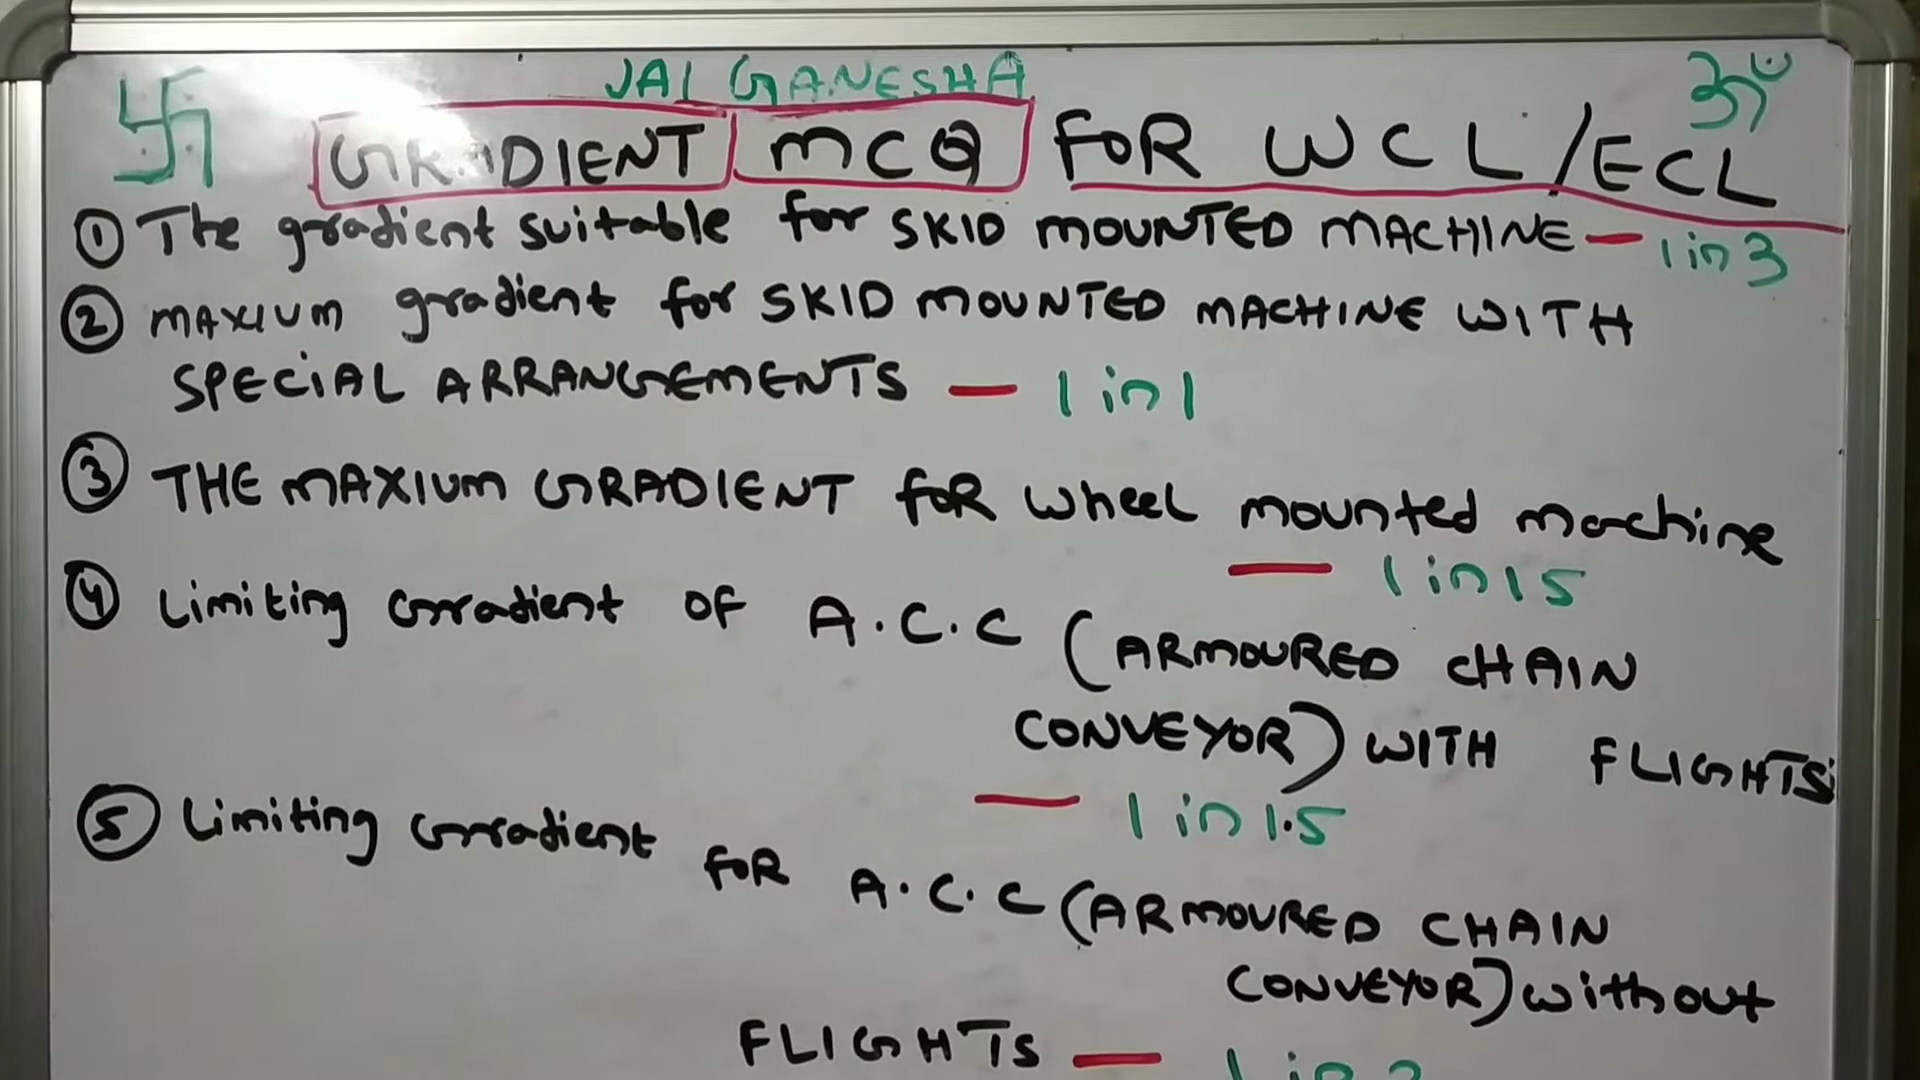 JAI GANESHA
ॐ
GRADIENT MCQ FOR WCL/ECL
① The gradient suitable for SKID MOUNTED MACHINE — 1 in 3
② MAXIUM gradient for SKID MOUNTED MACHINE WITH
SPECIAL ARRANGEMENTS — 1 in 1
③ THE MAXIUM GRADIENT FOR wheel mounted machine
— 1 in 15
④ Limiting Gradient OF A.C.C (ARMOURED CHAIN
CONVEYOR) WITH FLIGHTS
— 1 in 1.5
⑤ Limiting Gradient FOR A.C.C (ARMOURED CHAIN
CONVEYOR) without
FLIGHTS — 1 in